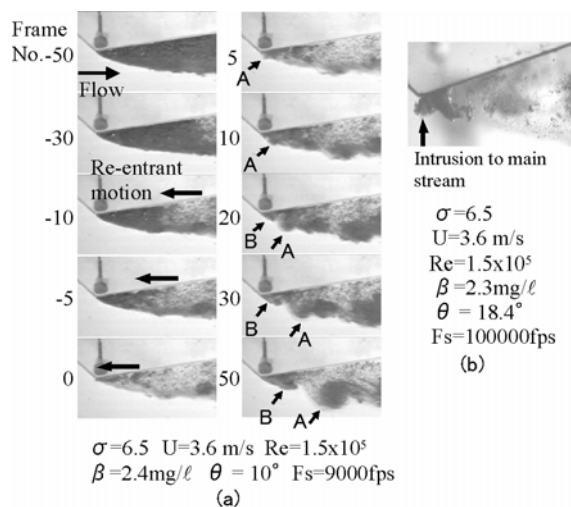 Frame
No.-50
Flow
-30
Re-entrant
motion
-10
-5
0
5
A
10
A
20
B
A
30
B
A
50
B
A
σ=6.5 U=3.6 m/s Re=1.5x10⁵
β=2.4mg/ℓ θ = 10° Fs=9000fps
(a)
Intrusion to main
stream
σ=6.5
U=3.6 m/s
Re=1.5x10⁵
β=2.3mg/ℓ
θ = 18.4°
Fs=100000fps
(b)